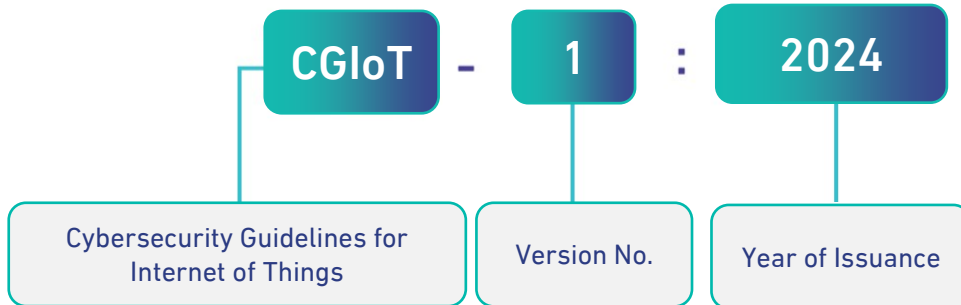 CGIoT - 1 : 2024
Cybersecurity Guidelines for
Internet of Things
Version No.
Year of Issuance